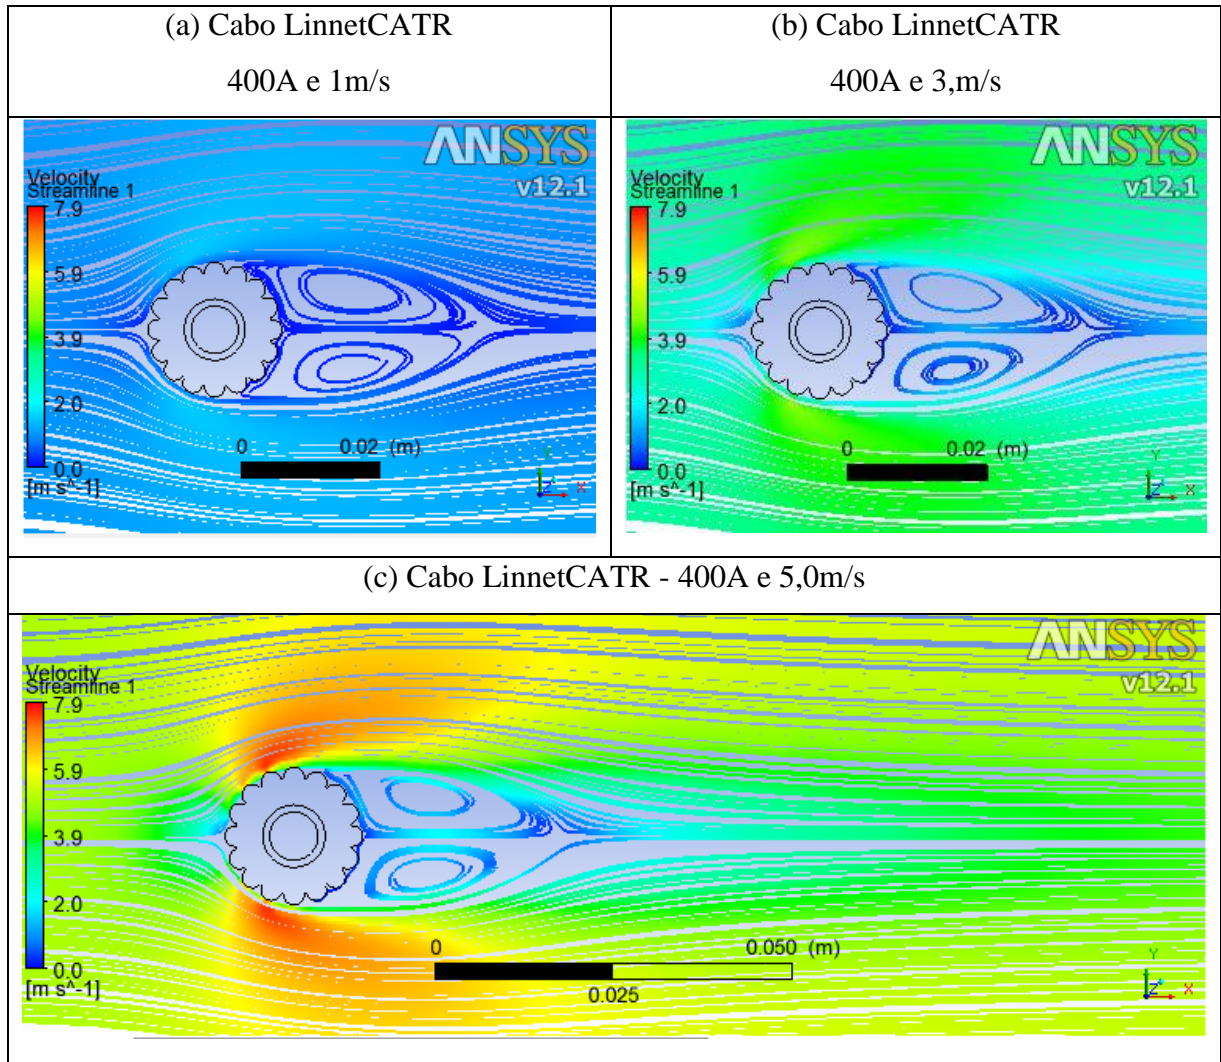 (a) Cabo LinnetCATR
400A e 1m/s
(b) Cabo LinnetCATR
400A e 3,m/s
ANSYS
v12.1
Velocity
Streamline 1
7.9
5.9
3.9
2.0
0.0
[m s^-1]
0 0.02 (m)
Y
Z X
ANSYS
v12.1
Velocity
Streamline 1
7.9
5.9
3.9
2.0
0.0
[m s^-1]
0 0.02 (m)
Y
Z X
(c) Cabo LinnetCATR - 400A e 5,0m/s
ANSYS
v12.1
Velocity
Streamline 1
7.9
5.9
3.9
2.0
0.0
[m s^-1]
0 0.050 (m)
0.025
Y
Z X